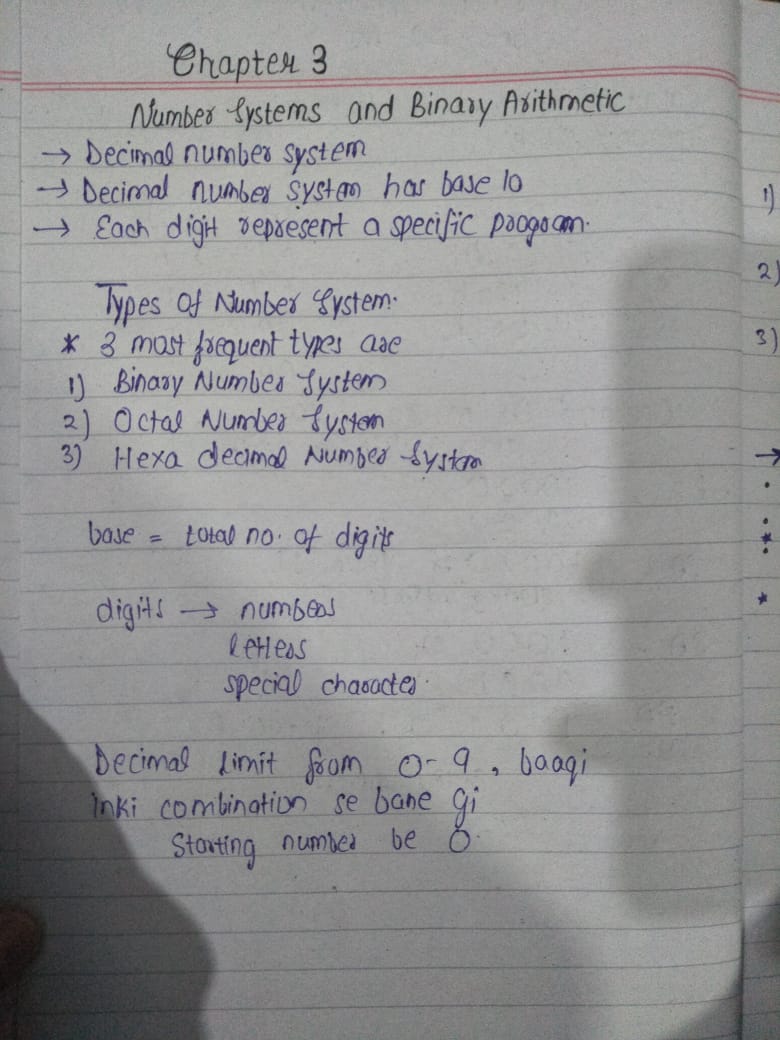 Chapter 3
Number Systems and Binary Arithmetic
→ Decimal number system
→ Decimal number system has base 10
→ Each digit represent a specific program.
Types of Number System.
* 3 most frequent types are
1) Binary Number System
2) Octal Number System
3) Hexa decimal Number System
base = total no. of digits
digits → numbers
letters
special character.
Decimal limit from 0-9, baaqi
inki combination se bane gi
Starting number be 0.
1)
2)
3)
→